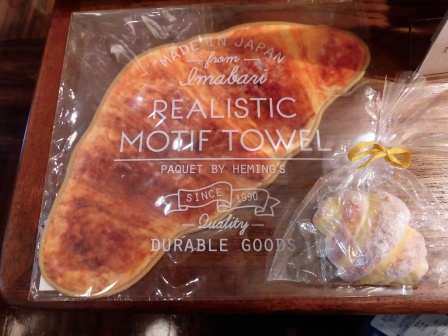 MADE IN JAPAN
from
Imabari
REALISTIC
MOTIF TOWEL
PAQUET BY HEMING'S
SINCE 1990
Quality
DURABLE GOODS